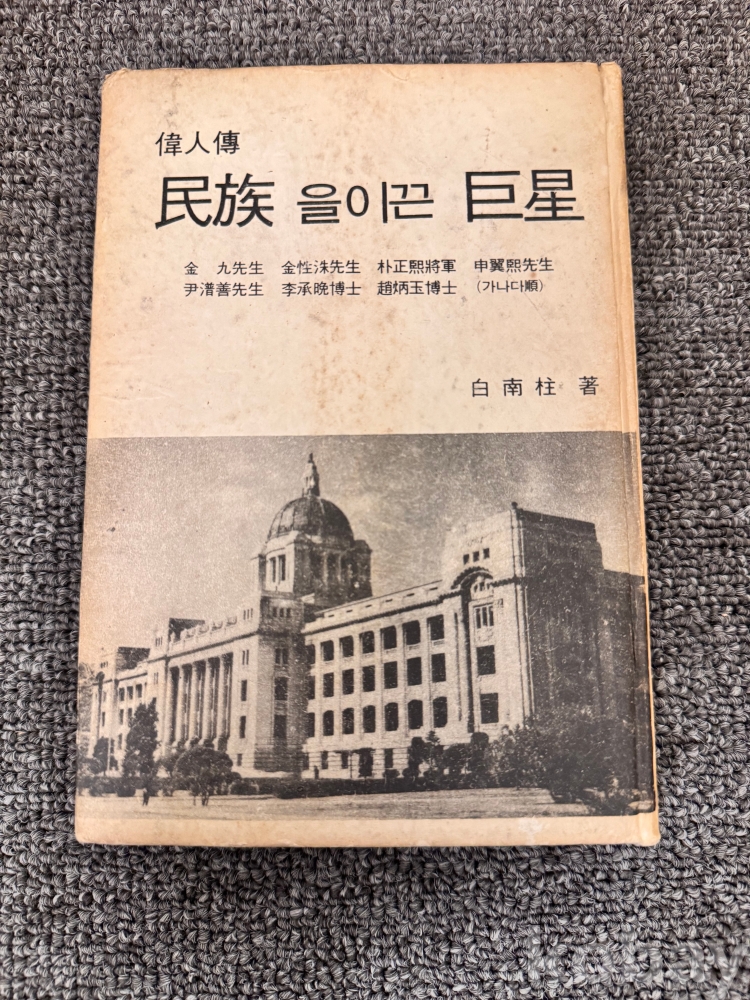 偉人傳
民族 을이끈 巨星
金 九先生 金性洙先生 朴正熙將軍 申翼熙先生
尹潽善先生 李承晩博士 趙炳玉博士 (가나다順)
白南柱 著
kobay